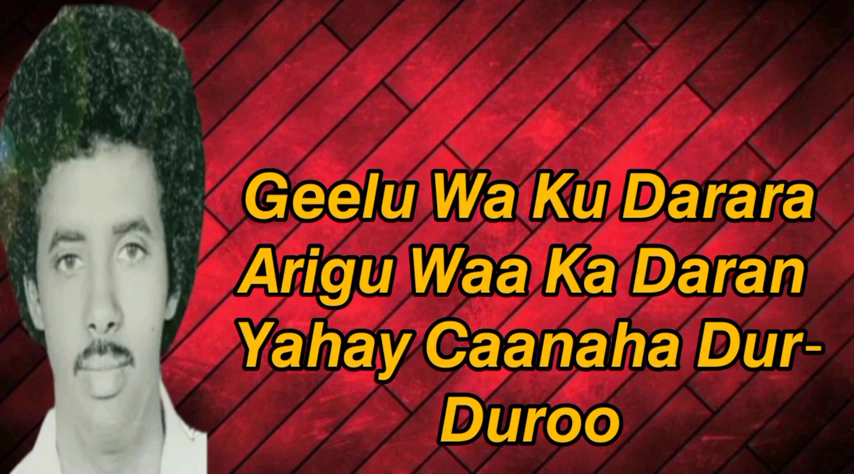 Geelu Wa Ku Darara
Arigu Waa Ka Daran
Yahay Caanaha Dur-
Duroo